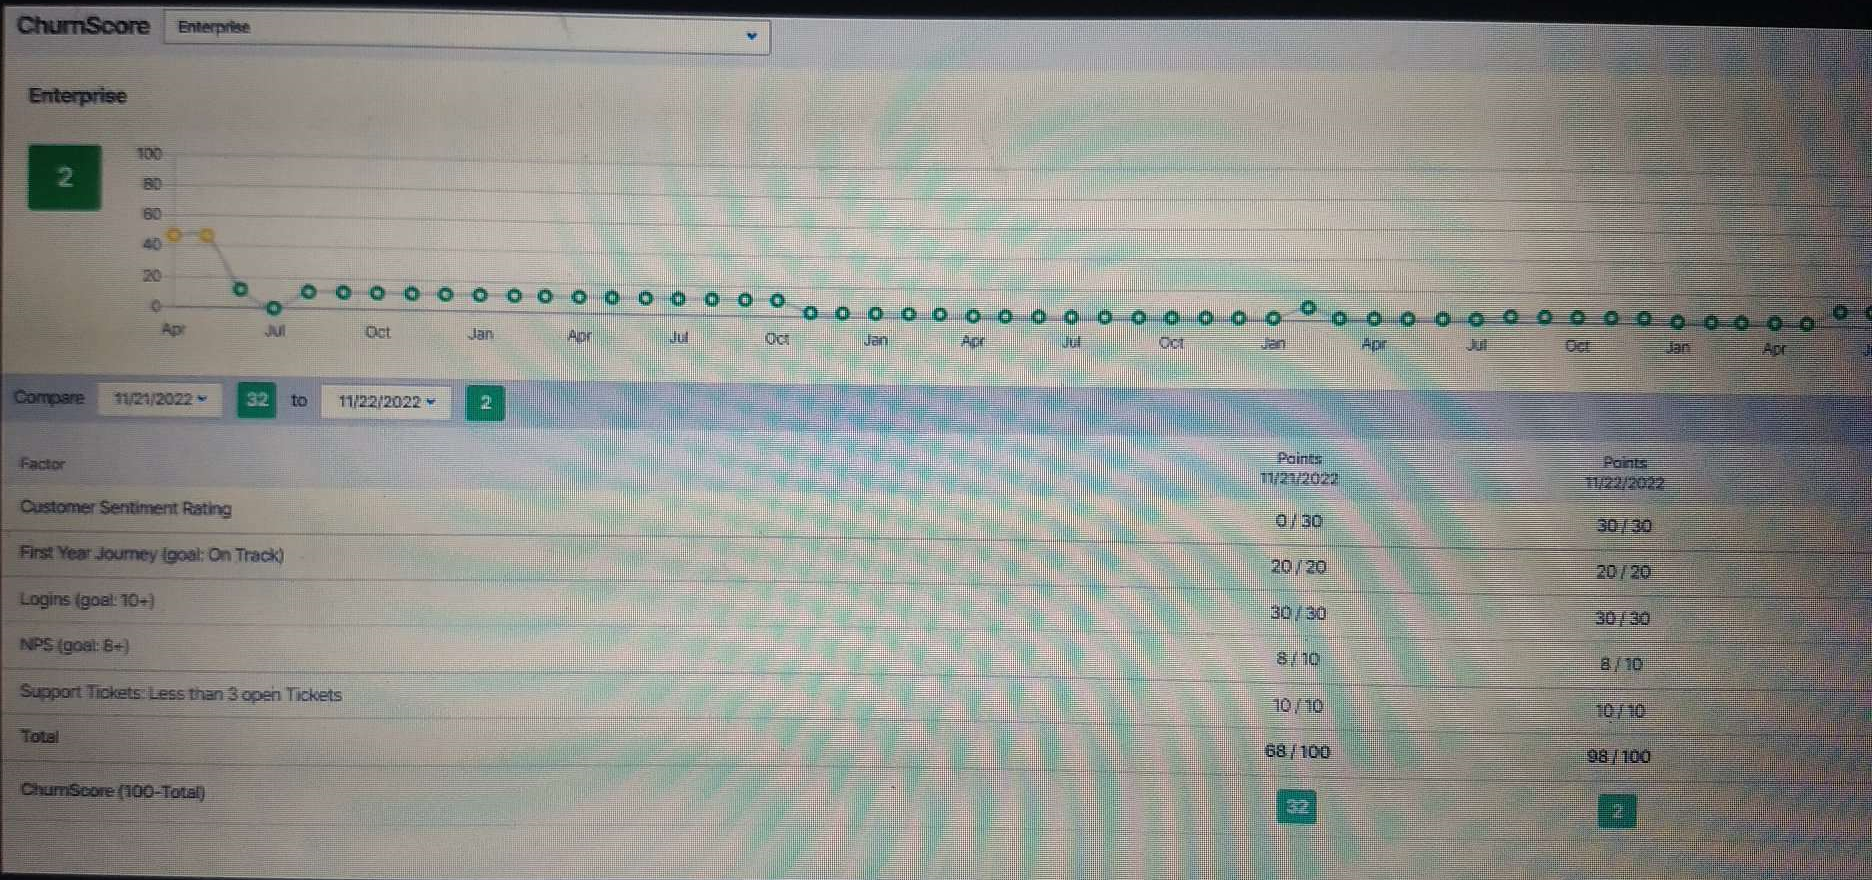 ChurnScore Enterprise
Enterprise
2
100
80
60
40
20
0
Apr Jul Oct Jan Apr Jul Oct Jan Apr Jul Oct Jan Apr Jul Oct Jan Apr
Compare 11/21/2022 32 to 11/22/2022 2
Factor Points 11/21/2022 Points 11/22/2022
Customer Sentiment Rating 0 / 30 30 / 30
First Year Journey (goal: On Track) 20 / 20 20 / 20
Logins (goal: 10+) 30 / 30 30 / 30
NPS (goal: 8+) 8 / 10 8 / 10
Support Tickets: Less than 3 open Tickets 10 / 10 10 / 10
Total 68 / 100 98 / 100
ChurnScore (100-Total) 32 2